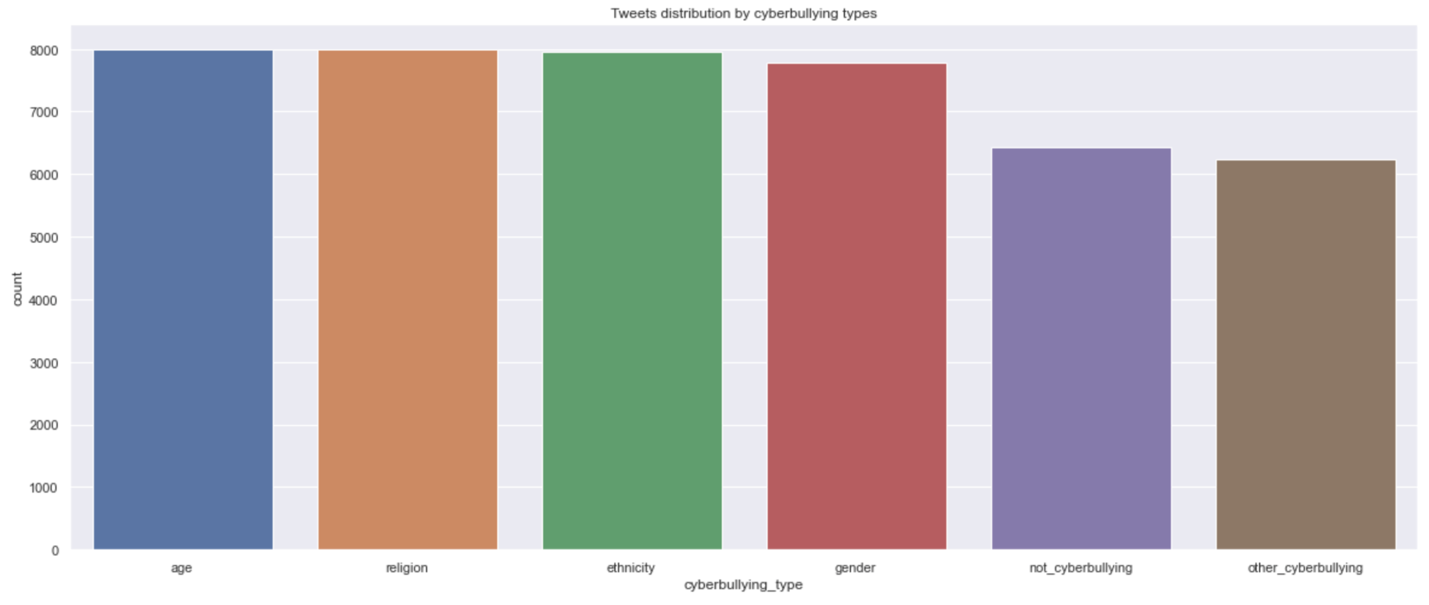 Tweets distribution by cyberbullying types
8000
7000
6000
5000
4000
3000
2000
1000
0
count
age religion ethnicity gender not_cyberbullying other_cyberbullying
cyberbullying_type